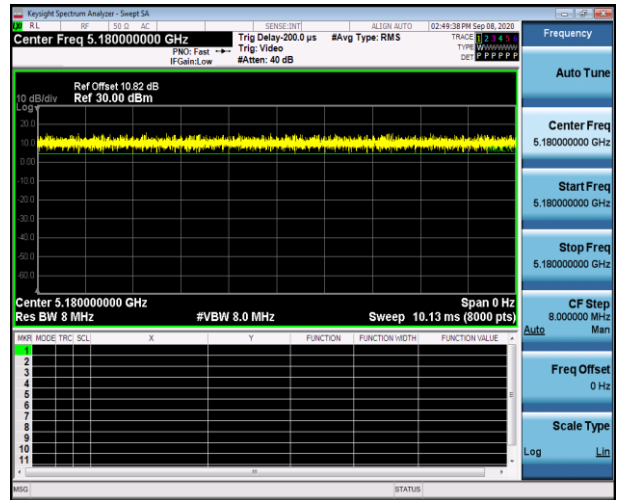 Keysight Spectrum Analyzer - Swept SA
RL RF 50 Ω AC SENSE:INT ALIGN AUTO 02:49:38 PM Sep 08, 2020
Center Freq 5.180000000 GHz
PNO: Fast
IFGain:Low
Trig Delay-200.0 µs
Trig: Video
#Atten: 40 dB
#Avg Type: RMS
TRACE 1 2 3 4 5 6
TYPE WWWWWW
DET P P P P P P
Ref Offset 10.82 dB
10 dB/div Ref 30.00 dBm
Log
20.0
10.0
0.00
-10.0
-20.0
-30.0
-40.0
-50.0
-60.0
Center 5.180000000 GHz Span 0 Hz
Res BW 8 MHz #VBW 8.0 MHz Sweep 10.13 ms (8000 pts)
MKR MODE TRC SCL X Y FUNCTION FUNCTION WIDTH FUNCTION VALUE
1
2
3
4
5
6
7
8
9
10
11
MSG STATUS
Frequency
Auto Tune
Center Freq
5.180000000 GHz
Start Freq
5.180000000 GHz
Stop Freq
5.180000000 GHz
CF Step
8.000000 MHz
Auto Man
Freq Offset
0 Hz
Scale Type
Log Lin